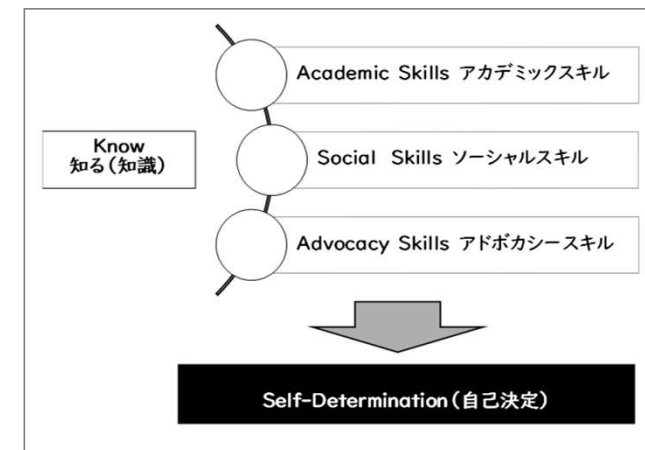 Academic Skills アカデミックスキル
Know
知る(知識)
Social Skills ソーシャルスキル
Advocacy Skills アドボカシースキル
Self-Determination(自己決定)